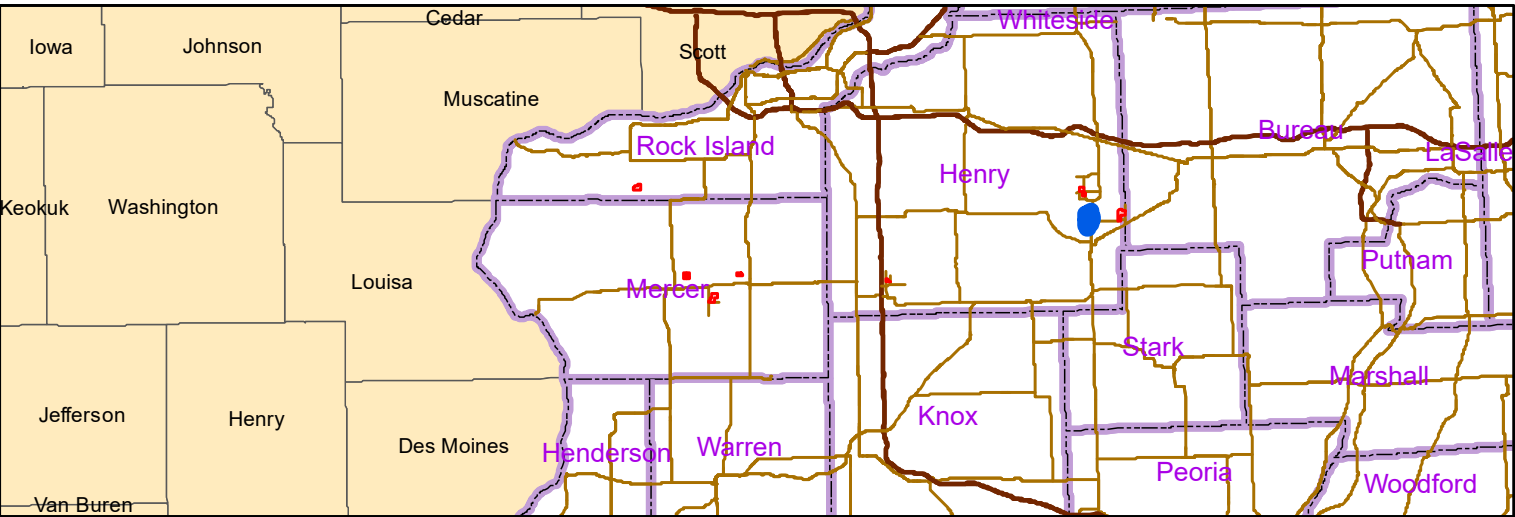 Cedar
Whiteside
Iowa
Johnson
Scott
Muscatine
Bureau
Rock Island
LaSalle
Henry
Keokuk
Washington
Putnam
Louisa
Mercer
Stark
Marshall
Jefferson
Henry
Knox
Des Moines
Henderson
Warren
Peoria
Woodford
Van Buren